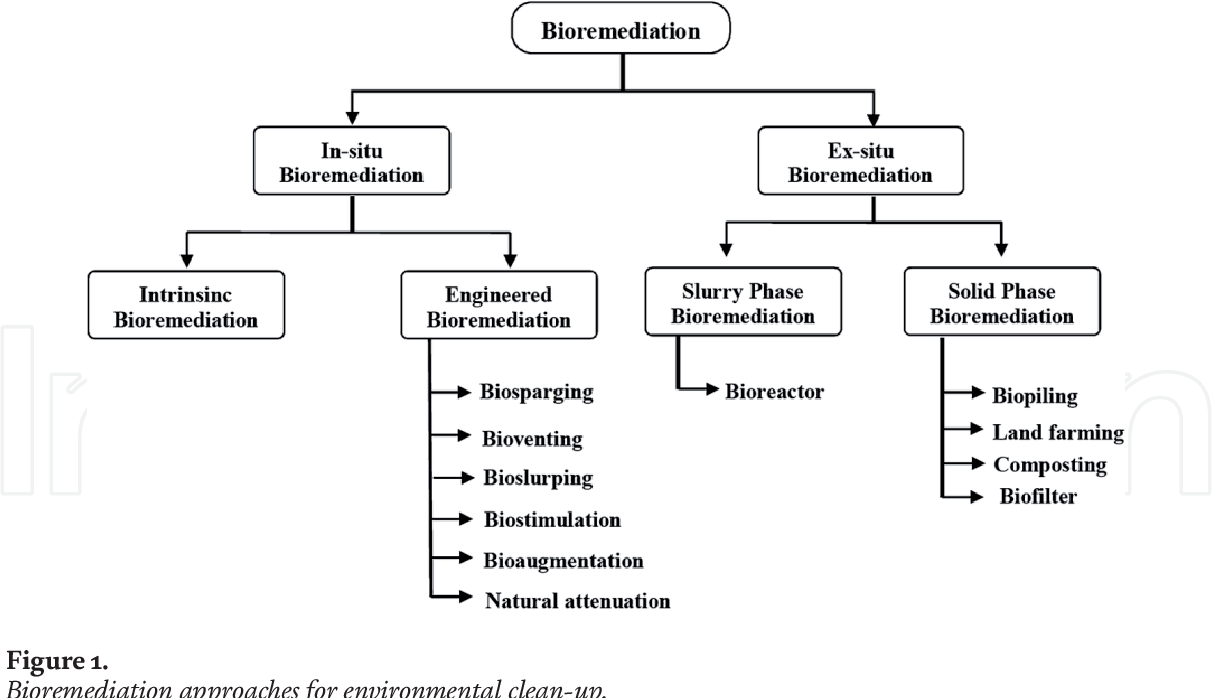 Bioremediation
In-situ
Bioremediation
Ex-situ
Bioremediation
Intrinsinc
Bioremediation
Engineered
Bioremediation
Slurry Phase
Bioremediation
Solid Phase
Bioremediation
Biosparging
Bioventing
Bioslurping
Biostimulation
Bioaugmentation
Natural attenuation
Bioreactor
Biopiling
Land farming
Composting
Biofilter
Figure 1.
Bioremediation approaches for environmental clean-up.